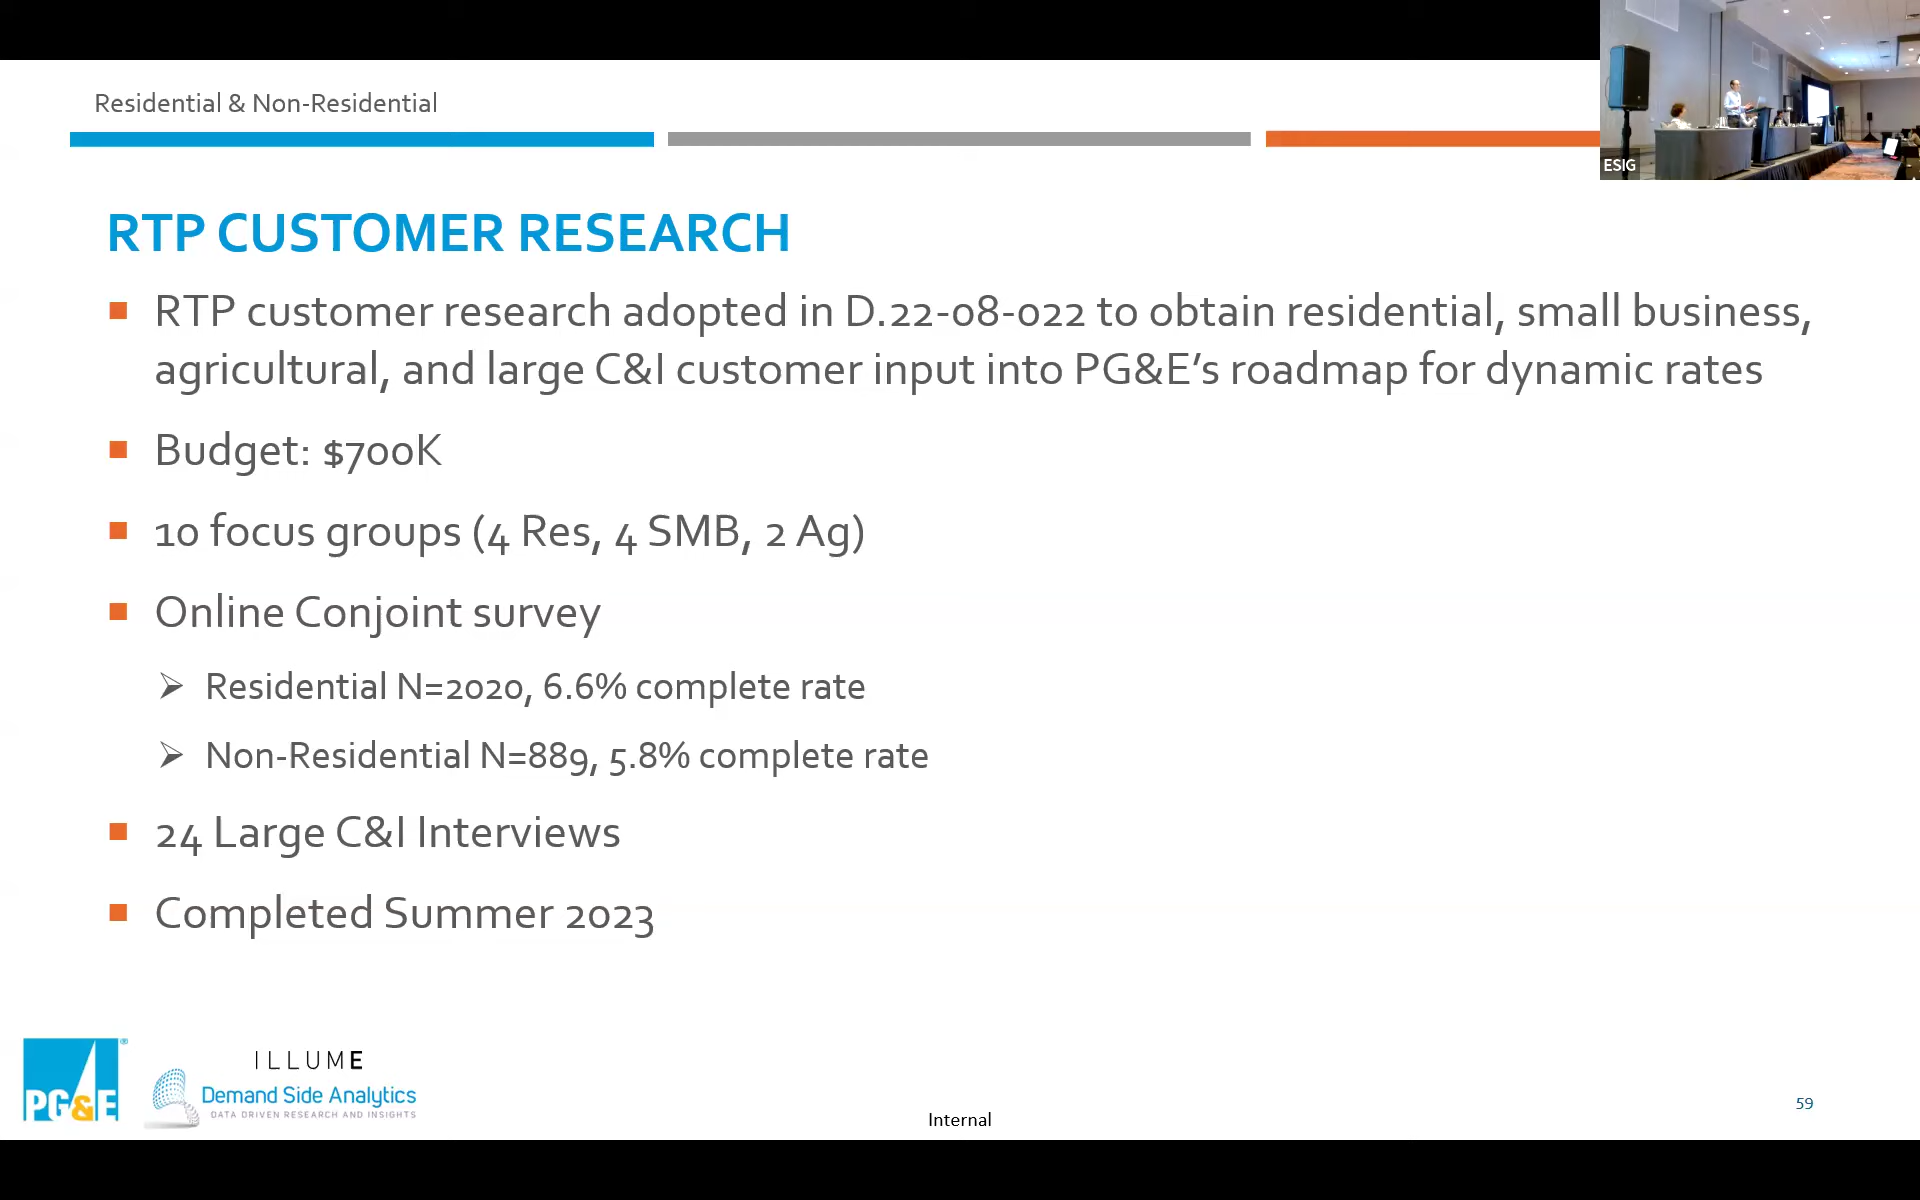 Residential & Non-Residential
ESIG
RTP CUSTOMER RESEARCH
RTP customer research adopted in D.22-08-022 to obtain residential, small business,
agricultural, and large C&I customer input into PG&E’s roadmap for dynamic rates
Budget: $700K
10 focus groups (4 Res, 4 SMB, 2 Ag)
Online Conjoint survey
Residential N=2020, 6.6% complete rate
Non-Residential N=889, 5.8% complete rate
24 Large C&I Interviews
Completed Summer 2023
PG&E®
ILLUME
Demand Side Analytics
DATA DRIVEN RESEARCH AND INSIGHTS
Internal
59